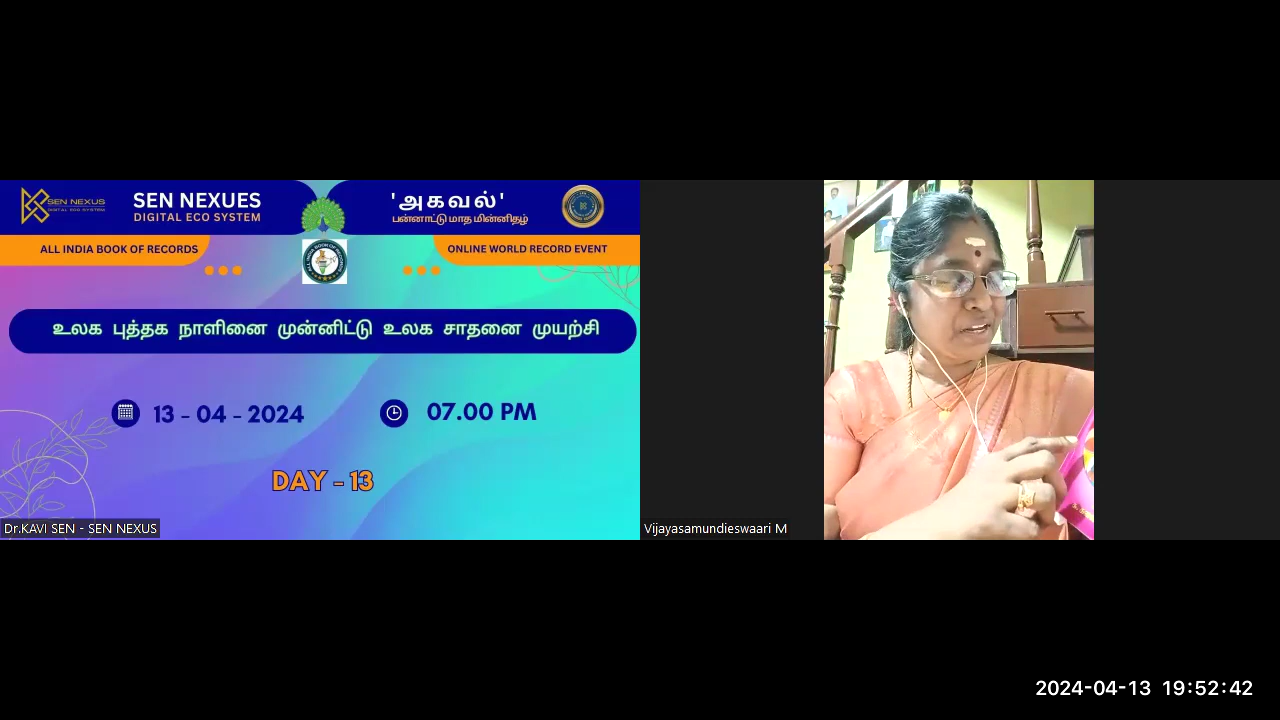 SEN NEXUS
DIGITAL ECO SYSTEM
SEN NEXUES
DIGITAL ECO SYSTEM
'அகவல்'
பன்னாட்டு மாத மின்னிதழ்
ALL INDIA BOOK OF RECORDS
ONLINE WORLD RECORD EVENT
உலக புத்தக நாளினை முன்னிட்டு உலக சாதனை முயற்சி
13 - 04 - 2024
07.00 PM
DAY - 13
Dr.KAVI SEN - SEN NEXUS
Vijayasamundieswaari M
2024-04-13 19:52:42